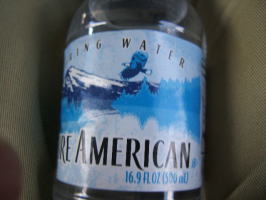 ING WATER
RE AMERICAN
16.9 FL OZ (500 mL)